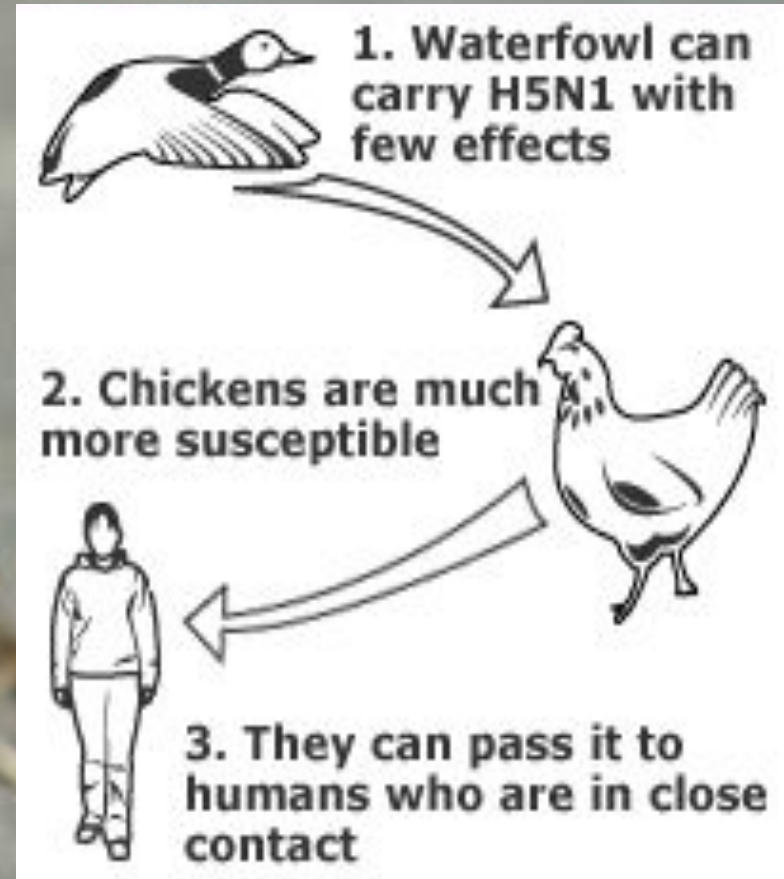 1. Waterfowl can
carry H5N1 with
few effects
2. Chickens are much
more susceptible
3. They can pass it to
humans who are in close
contact